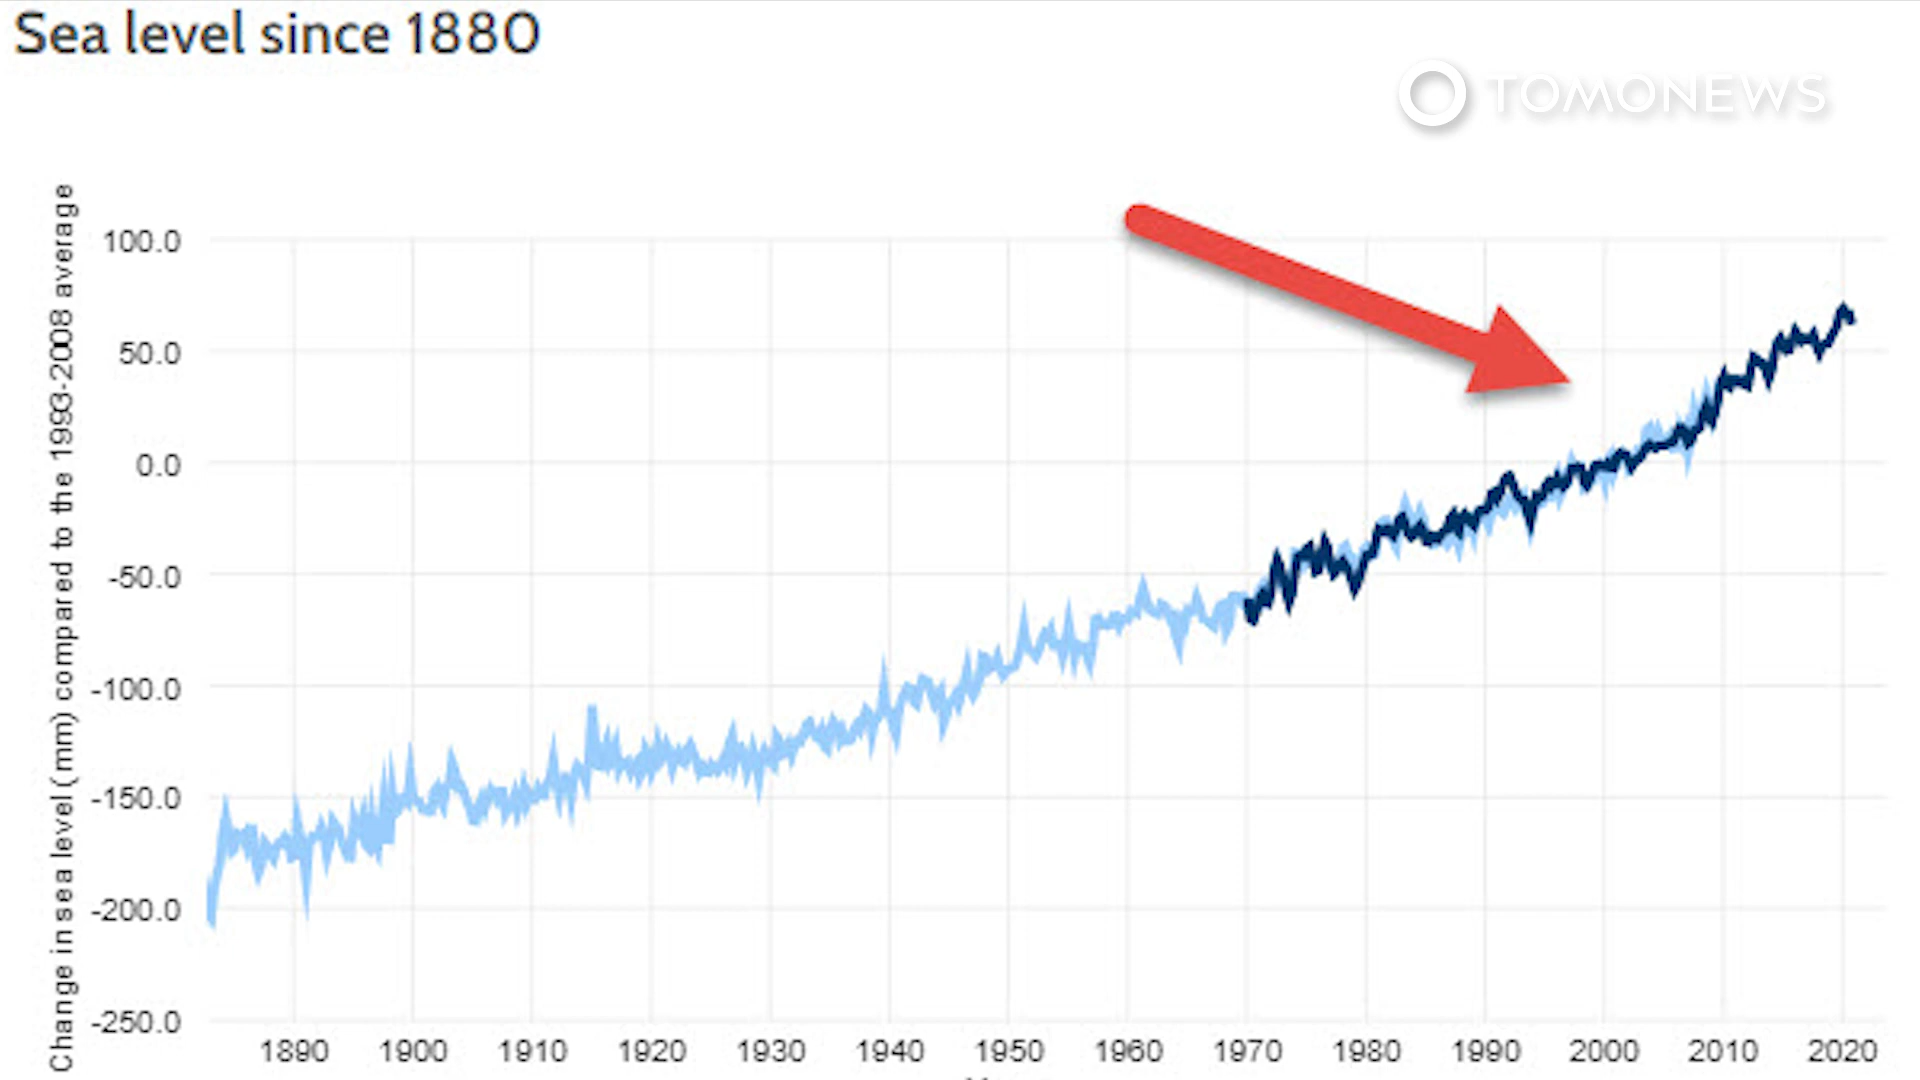 Sea level since 1880
TOMONEWS
Change in sea level (mm) compared to the 1993-2008 average
100.0
50.0
0.0
-50.0
-100.0
-150.0
-200.0
-250.0
1890 1900 1910 1920 1930 1940 1950 1960 1970 1980 1990 2000 2010 2020